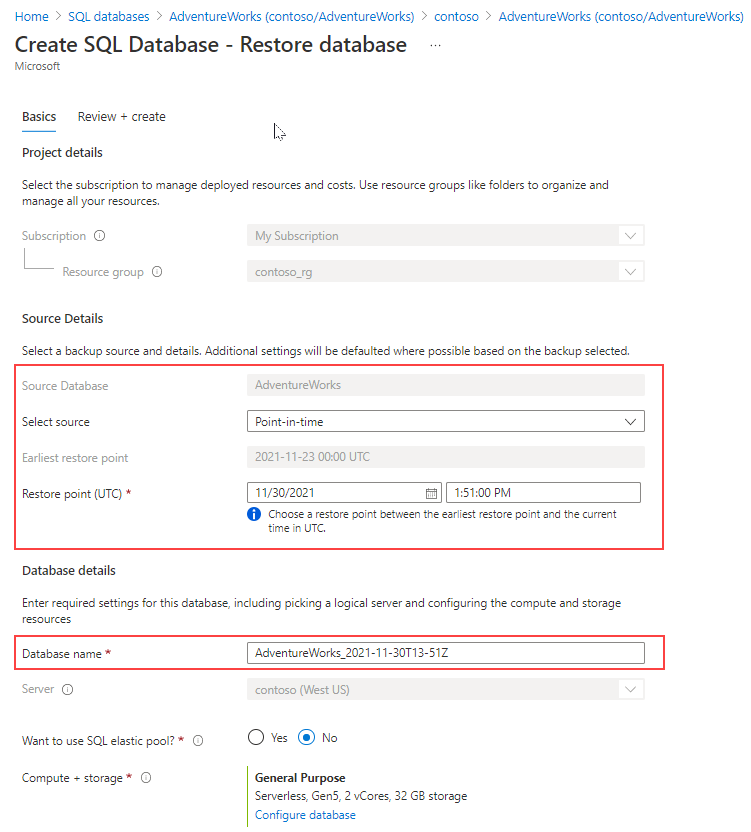 Home > SQL databases > AdventureWorks (contoso/AdventureWorks) > contoso > AdventureWorks (contoso/AdventureWorks)
Create SQL Database - Restore database ...
Microsoft
Basics Review + create
Project details
Select the subscription to manage deployed resources and costs. Use resource groups like folders to organize and
manage all your resources.
Subscription My Subscription
Resource group contoso_rg
Source Details
Select a backup source and details. Additional settings will be defaulted where possible based on the backup selected.
Source Database AdventureWorks
Select source Point-in-time
Earliest restore point 2021-11-23 00:00 UTC
Restore point (UTC) * 11/30/2021 1:51:00 PM
Choose a restore point between the earliest restore point and the current
time in UTC.
Database details
Enter required settings for this database, including picking a logical server and configuring the compute and storage
resources
Database name * AdventureWorks_2021-11-30T13-51Z
Server contoso (West US)
Want to use SQL elastic pool? * Yes No
Compute + storage * General Purpose
Serverless, Gen5, 2 vCores, 32 GB storage
Configure database